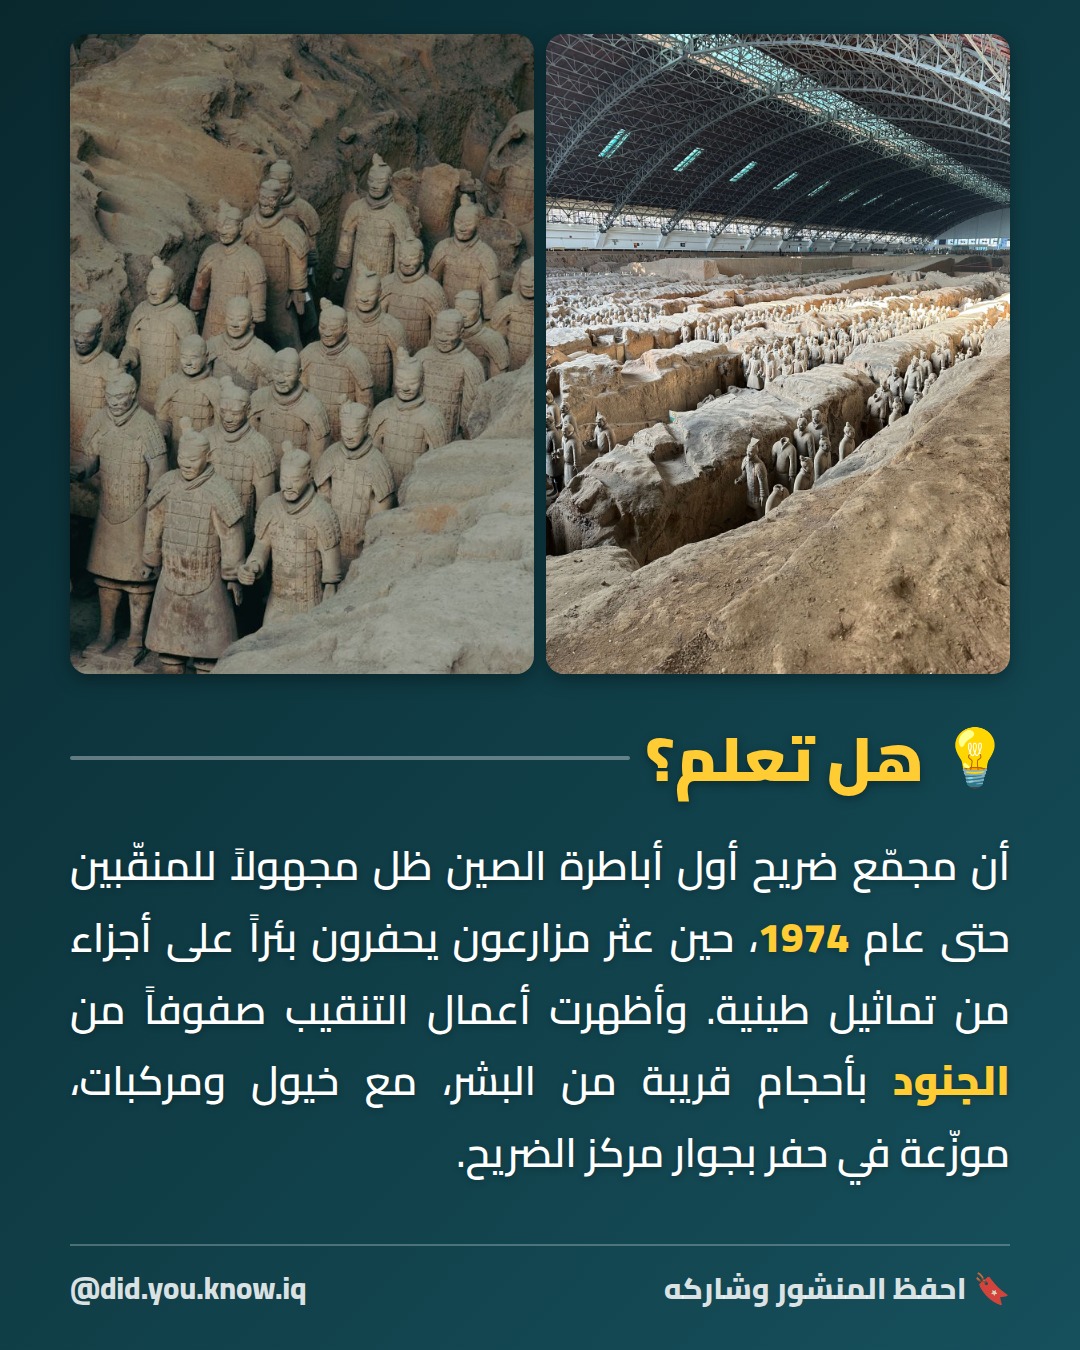 هل تعلم؟
أن مجمّع ضريح أول أباطرة الصين ظل مجهولاً للمنقّبين
حتى عام 1974، حين عثر مزارعون يحفرون بئراً على أجزاء
من تماثيل طينية. وأظهرت أعمال التنقيب صفوفاً من
الجنود بأحجام قريبة من البشر، مع خيول ومركبات،
موزّعة في حفر بجوار مركز الضريح.
احفظ المنشور وشاركه
@did.you.know.iq